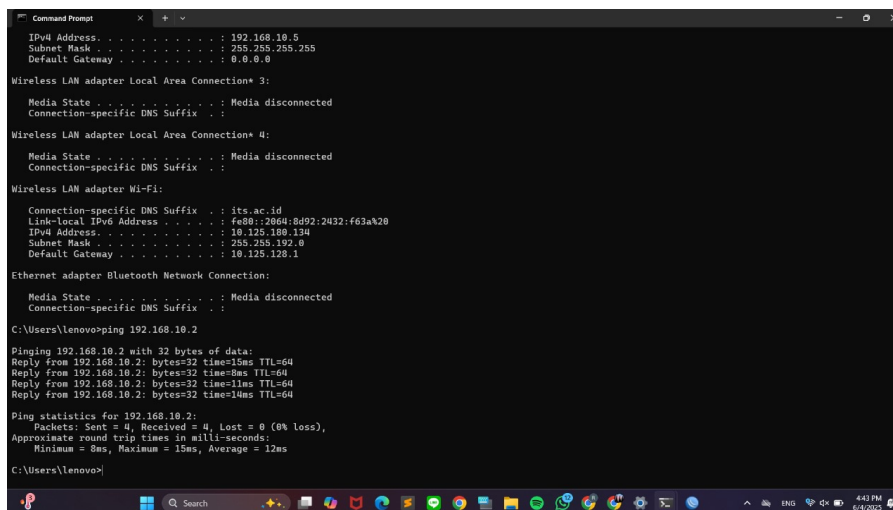 Command Prompt
IPv4 Address. . . . . . . . . . . : 192.168.10.5
Subnet Mask . . . . . . . . . . . : 255.255.255.255
Default Gateway . . . . . . . . . : 0.0.0.0
Wireless LAN adapter Local Area Connection* 3:
Media State . . . . . . . . . . . : Media disconnected
Connection-specific DNS Suffix  . :
Wireless LAN adapter Local Area Connection* 4:
Media State . . . . . . . . . . . : Media disconnected
Connection-specific DNS Suffix  . :
Wireless LAN adapter Wi-Fi:
Connection-specific DNS Suffix  . : its.ac.id
Link-local IPv6 Address . . . . . : fe80::2064:8d92:2432:f63a%20
IPv4 Address. . . . . . . . . . . : 10.125.180.134
Subnet Mask . . . . . . . . . . . : 255.255.192.0
Default Gateway . . . . . . . . . : 10.125.128.1
Ethernet adapter Bluetooth Network Connection:
Media State . . . . . . . . . . . : Media disconnected
Connection-specific DNS Suffix  . :
C:\Users\lenovo>ping 192.168.10.2
Pinging 192.168.10.2 with 32 bytes of data:
Reply from 192.168.10.2: bytes=32 time=15ms TTL=64
Reply from 192.168.10.2: bytes=32 time=8ms TTL=64
Reply from 192.168.10.2: bytes=32 time=11ms TTL=64
Reply from 192.168.10.2: bytes=32 time=14ms TTL=64
Ping statistics for 192.168.10.2:
Packets: Sent = 4, Received = 4, Lost = 0 (0% loss),
Approximate round trip times in milli-seconds:
Minimum = 8ms, Maximum = 15ms, Average = 12ms
C:\Users\lenovo>
3
Search
ENG
4:43 PM
6/4/2025